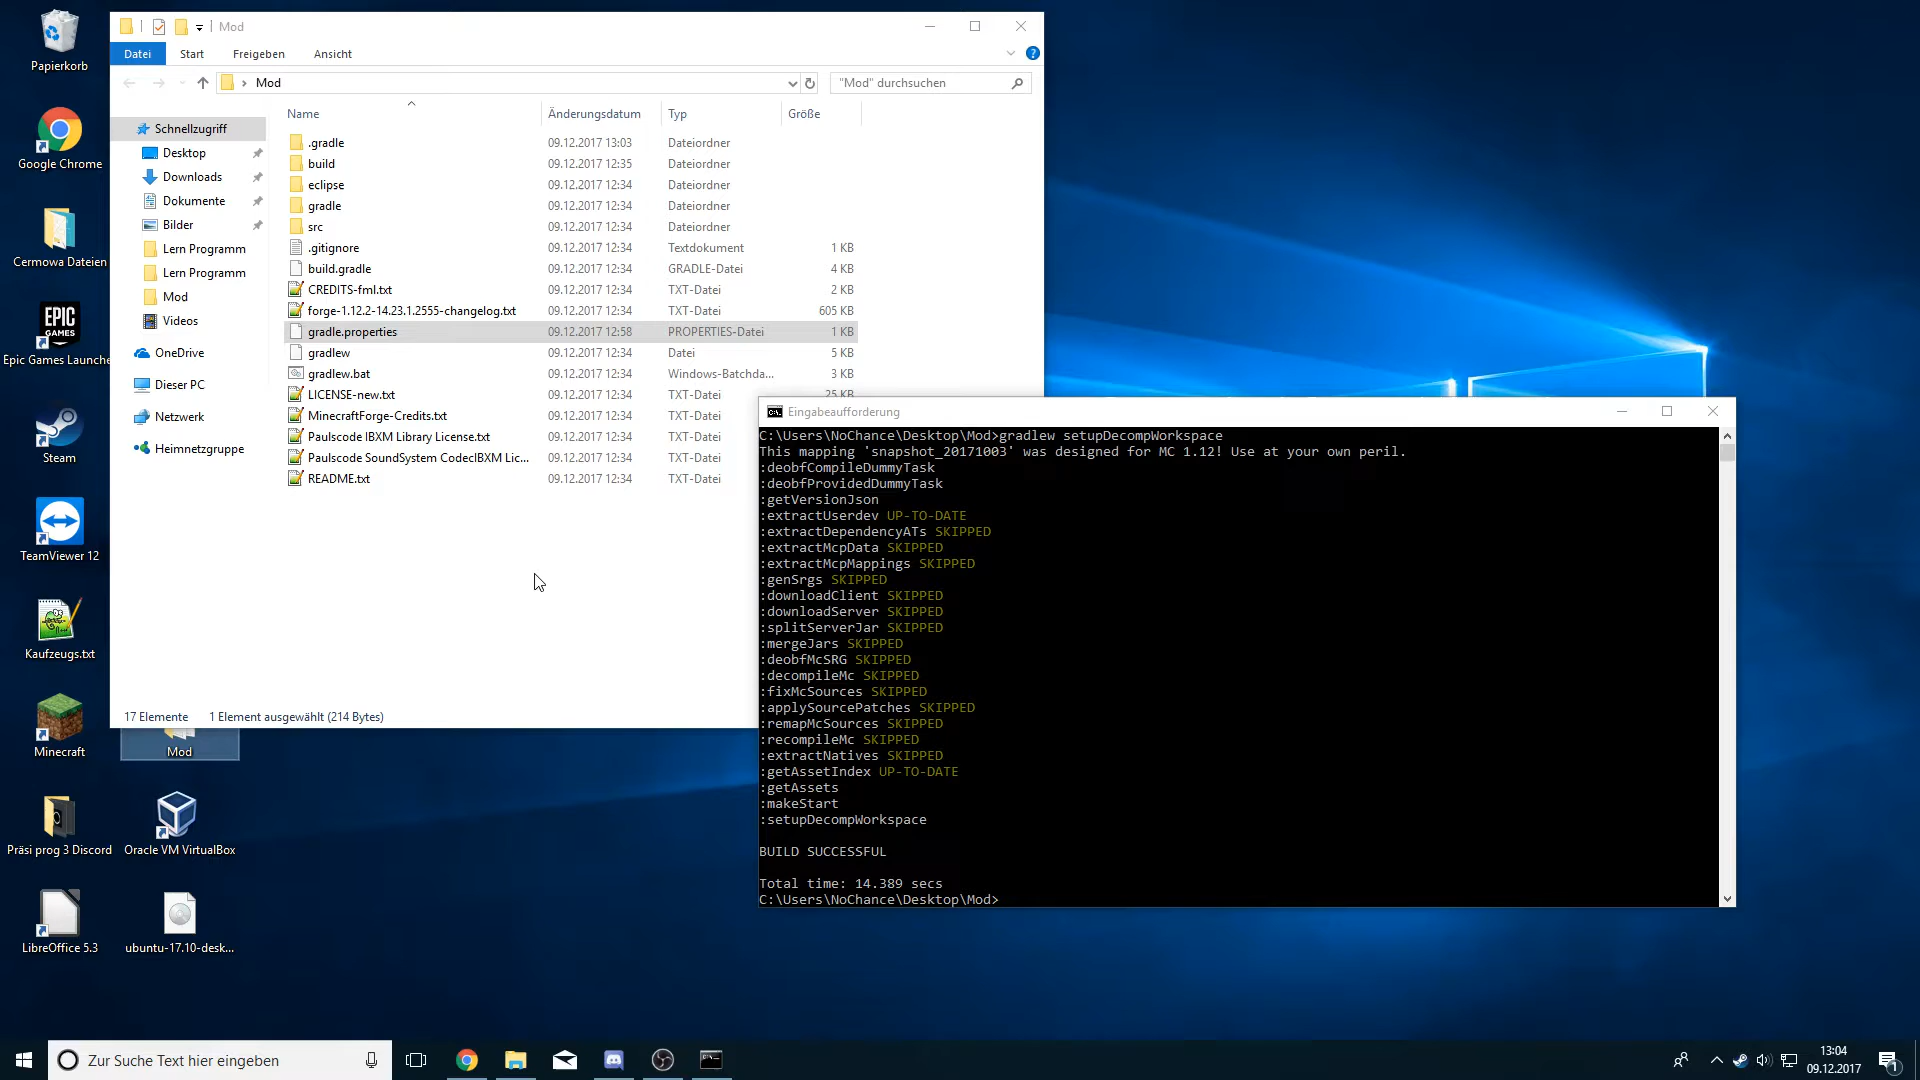 Papierkorb
Google Chrome
Cermowa Dateien
EPIC
GAMES
Epic Games Launche
Steam
TeamViewer 12
Kaufzeugs.txt
Minecraft
Mod
Präsi prog 3 Discord
Oracle VM VirtualBox
LibreOffice 5.3
ubuntu-17.10-desk...
Mod
Datei Start Freigeben Ansicht
Mod
"Mod" durchsuchen
Schnellzugriff
Desktop
Downloads
Dokumente
Bilder
Lern Programm
Lern Programm
Mod
Videos
OneDrive
Dieser PC
Netzwerk
Heimnetzgruppe
Name Änderungsdatum Typ Größe
.gradle 09.12.2017 13:03 Dateiordner
build 09.12.2017 12:35 Dateiordner
eclipse 09.12.2017 12:34 Dateiordner
gradle 09.12.2017 12:34 Dateiordner
src 09.12.2017 12:34 Dateiordner
.gitignore 09.12.2017 12:34 Textdokument 1 KB
build.gradle 09.12.2017 12:34 GRADLE-Datei 4 KB
CREDITS-fml.txt 09.12.2017 12:34 TXT-Datei 2 KB
forge-1.12.2-14.23.1.2555-changelog.txt 09.12.2017 12:34 TXT-Datei 605 KB
gradle.properties 09.12.2017 12:58 PROPERTIES-Datei 1 KB
gradlew 09.12.2017 12:34 Datei 5 KB
gradlew.bat 09.12.2017 12:34 Windows-Batchda... 3 KB
LICENSE-new.txt 09.12.2017 12:34 TXT-Datei 25 KB
MinecraftForge-Credits.txt 09.12.2017 12:34 TXT-Datei
Paulscode IBXM Library License.txt 09.12.2017 12:34 TXT-Datei
Paulscode SoundSystem CodecIBXM Lic... 09.12.2017 12:34 TXT-Datei
README.txt 09.12.2017 12:34 TXT-Datei
17 Elemente 1 Element ausgewählt (214 Bytes)
Eingabeaufforderung
C:\Users\NoChance\Desktop\Mod>gradlew setupDecompWorkspace
This mapping 'snapshot_20171003' was designed for MC 1.12! Use at your own peril.
:deobfCompileDummyTask
:deobfProvidedDummyTask
:getVersionJson
:extractUserdev UP-TO-DATE
:extractDependencyATs SKIPPED
:extractMcpData SKIPPED
:extractMcpMappings SKIPPED
:genSrgs SKIPPED
:downloadClient SKIPPED
:downloadServer SKIPPED
:splitServerJar SKIPPED
:mergeJars SKIPPED
:deobfMcSRG SKIPPED
:decompileMc SKIPPED
:fixMcSources SKIPPED
:applySourcePatches SKIPPED
:remapMcSources SKIPPED
:recompileMc SKIPPED
:extractNatives SKIPPED
:getAssetIndex UP-TO-DATE
:getAssets
:makeStart
:setupDecompWorkspace
BUILD SUCCESSFUL
Total time: 14.389 secs
C:\Users\NoChance\Desktop\Mod>
Zur Suche Text hier eingeben
13:04
09.12.2017
1